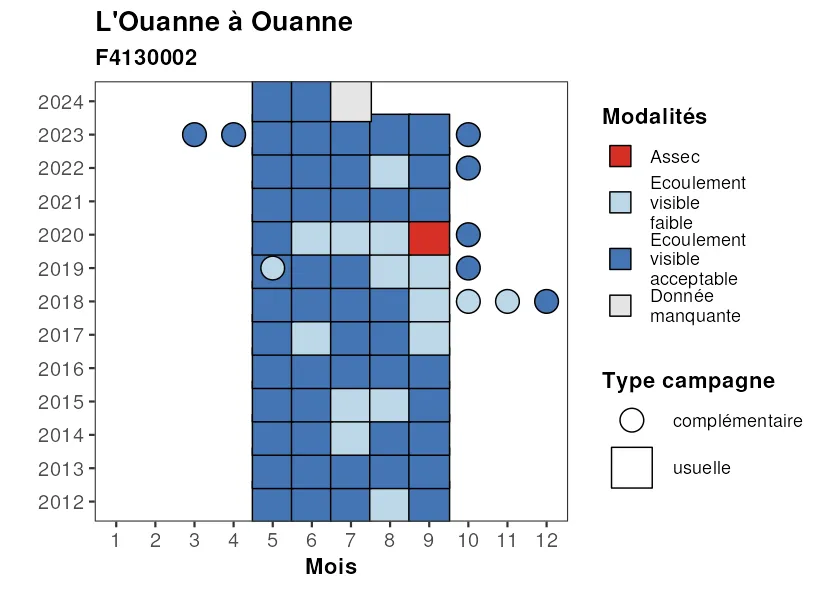 L'Ouanne à Ouanne
F4130002
2024
2023
2022
2021
2020
2019
2018
2017
2016
2015
2014
2013
2012
1 2 3 4 5 6 7 8 9 10 11 12
Mois
Modalités
Assec
Ecoulement
visible
faible
Ecoulement
visible
acceptable
Donnée
manquante
Type campagne
complémentaire
usuelle